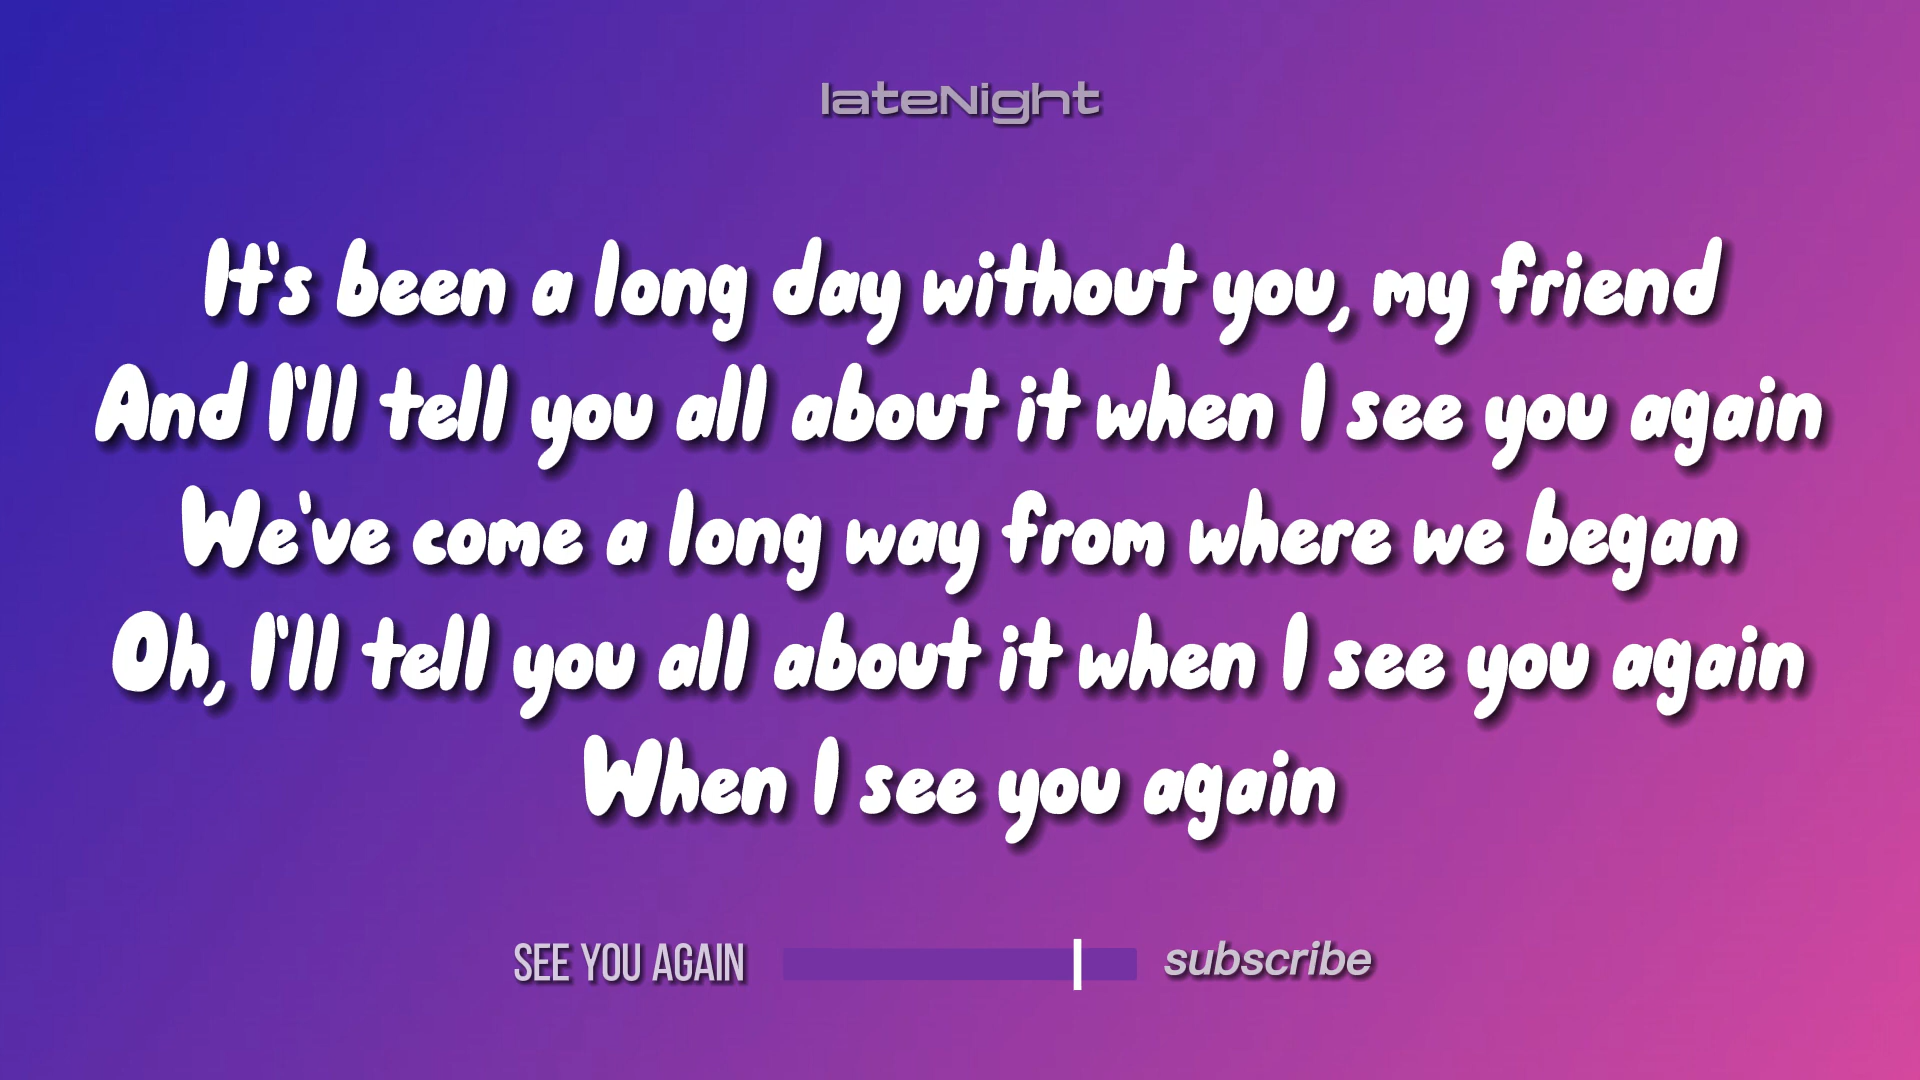 lateNight
It's been a long day without you, my friend
And I'll tell you all about it when I see you again
We've come a long way from where we began
Oh, I'll tell you all about it when I see you again
When I see you again
SEE YOU AGAIN
subscribe